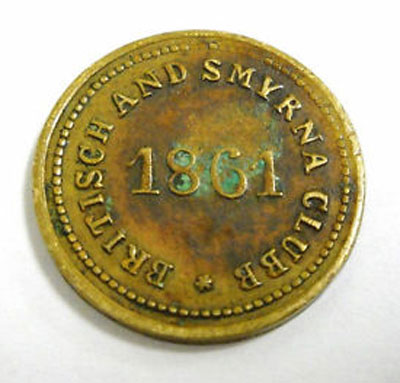 BRITISCH AND SMYRNA CLUBB *
1861